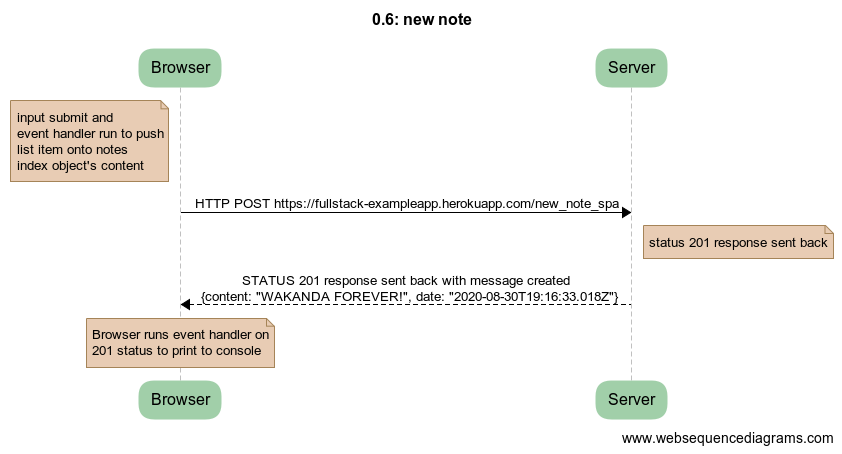 0.6: new note
Browser
Server
input submit and
event handler run to push
list item onto notes
index object's content
HTTP POST https://fullstack-exampleapp.herokuapp.com/new_note_spa
status 201 response sent back
STATUS 201 response sent back with message created
{content: "WAKANDA FOREVER!", date: "2020-08-30T19:16:33.018Z"}
Browser runs event handler on
201 status to print to console
Browser
Server
www.websequencediagrams.com